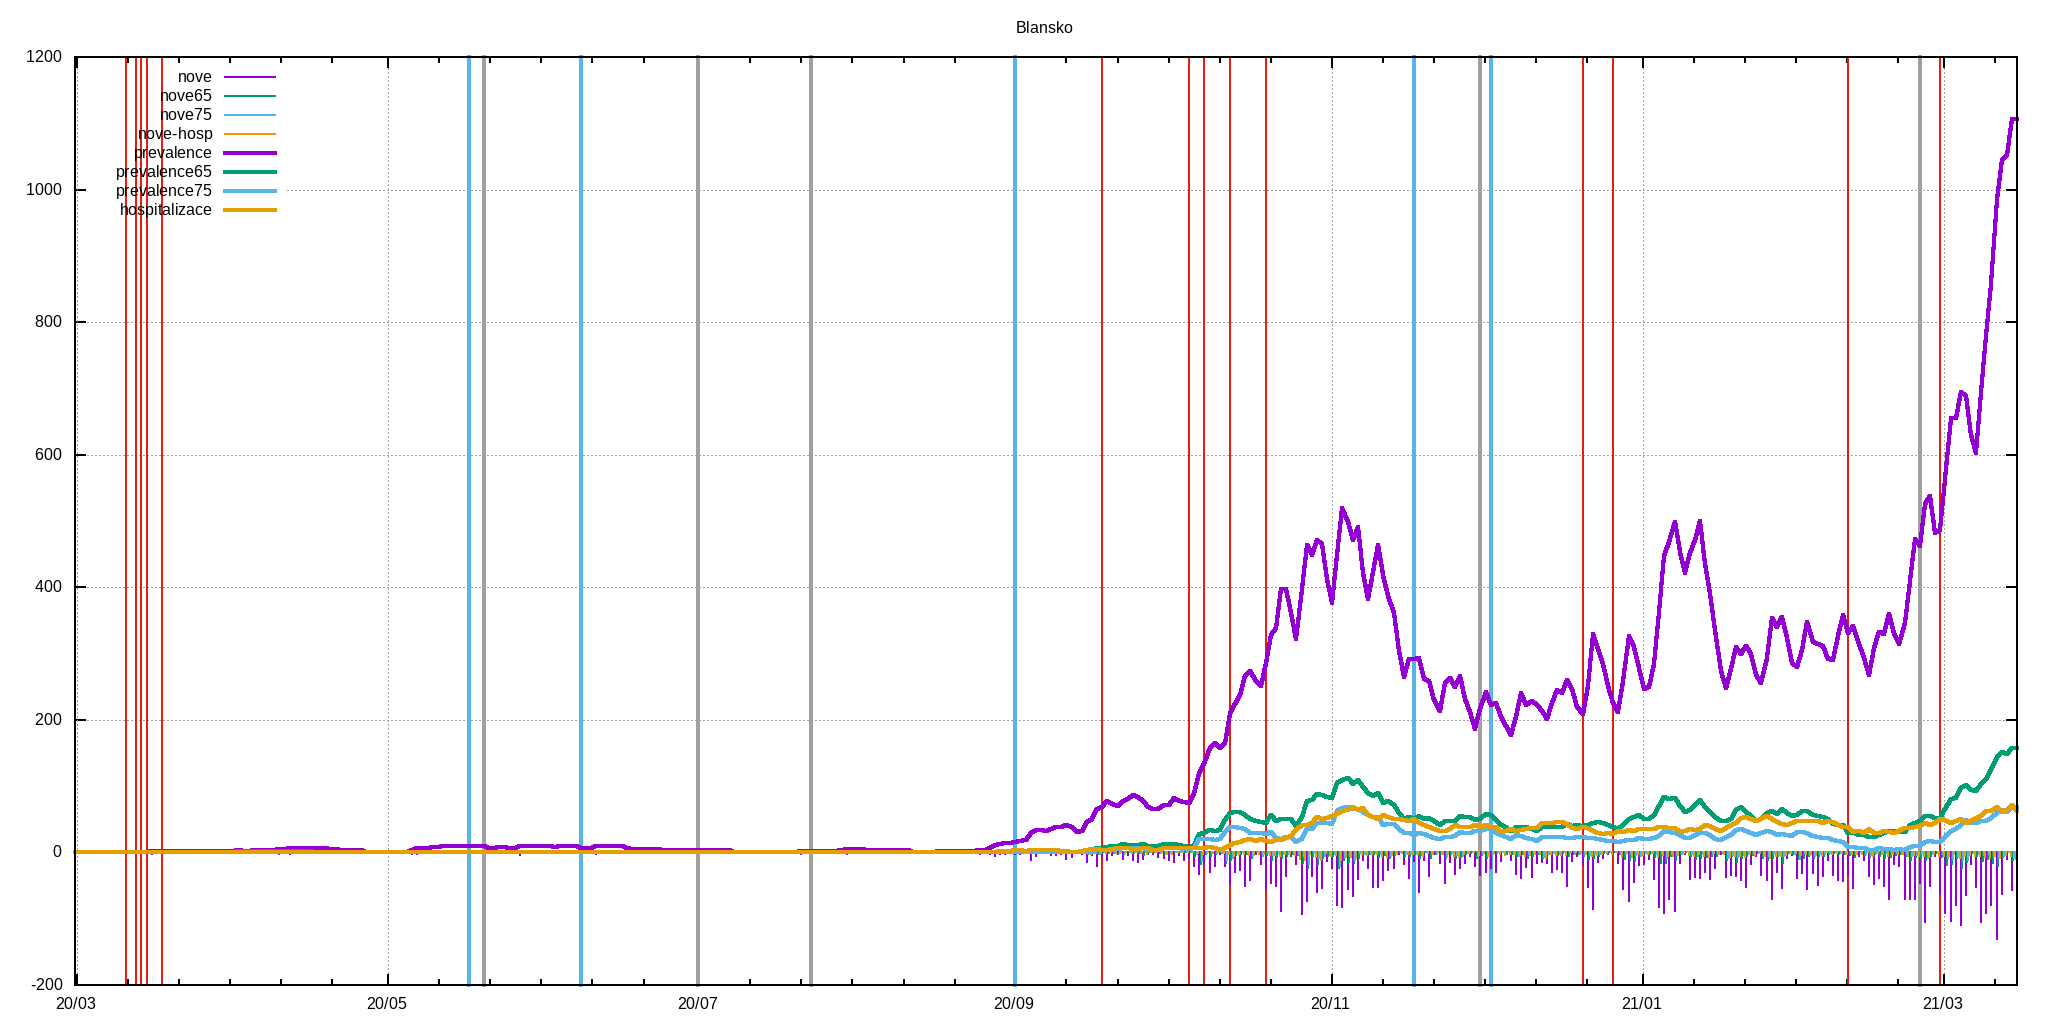 Blansko
1200
1000
800
600
400
200
0
-200
nove
nove65
nove75
nove-hosp
prevalence
prevalence65
prevalence75
hospitalizace
20/03 20/05 20/07 20/09 20/11 21/01 21/03